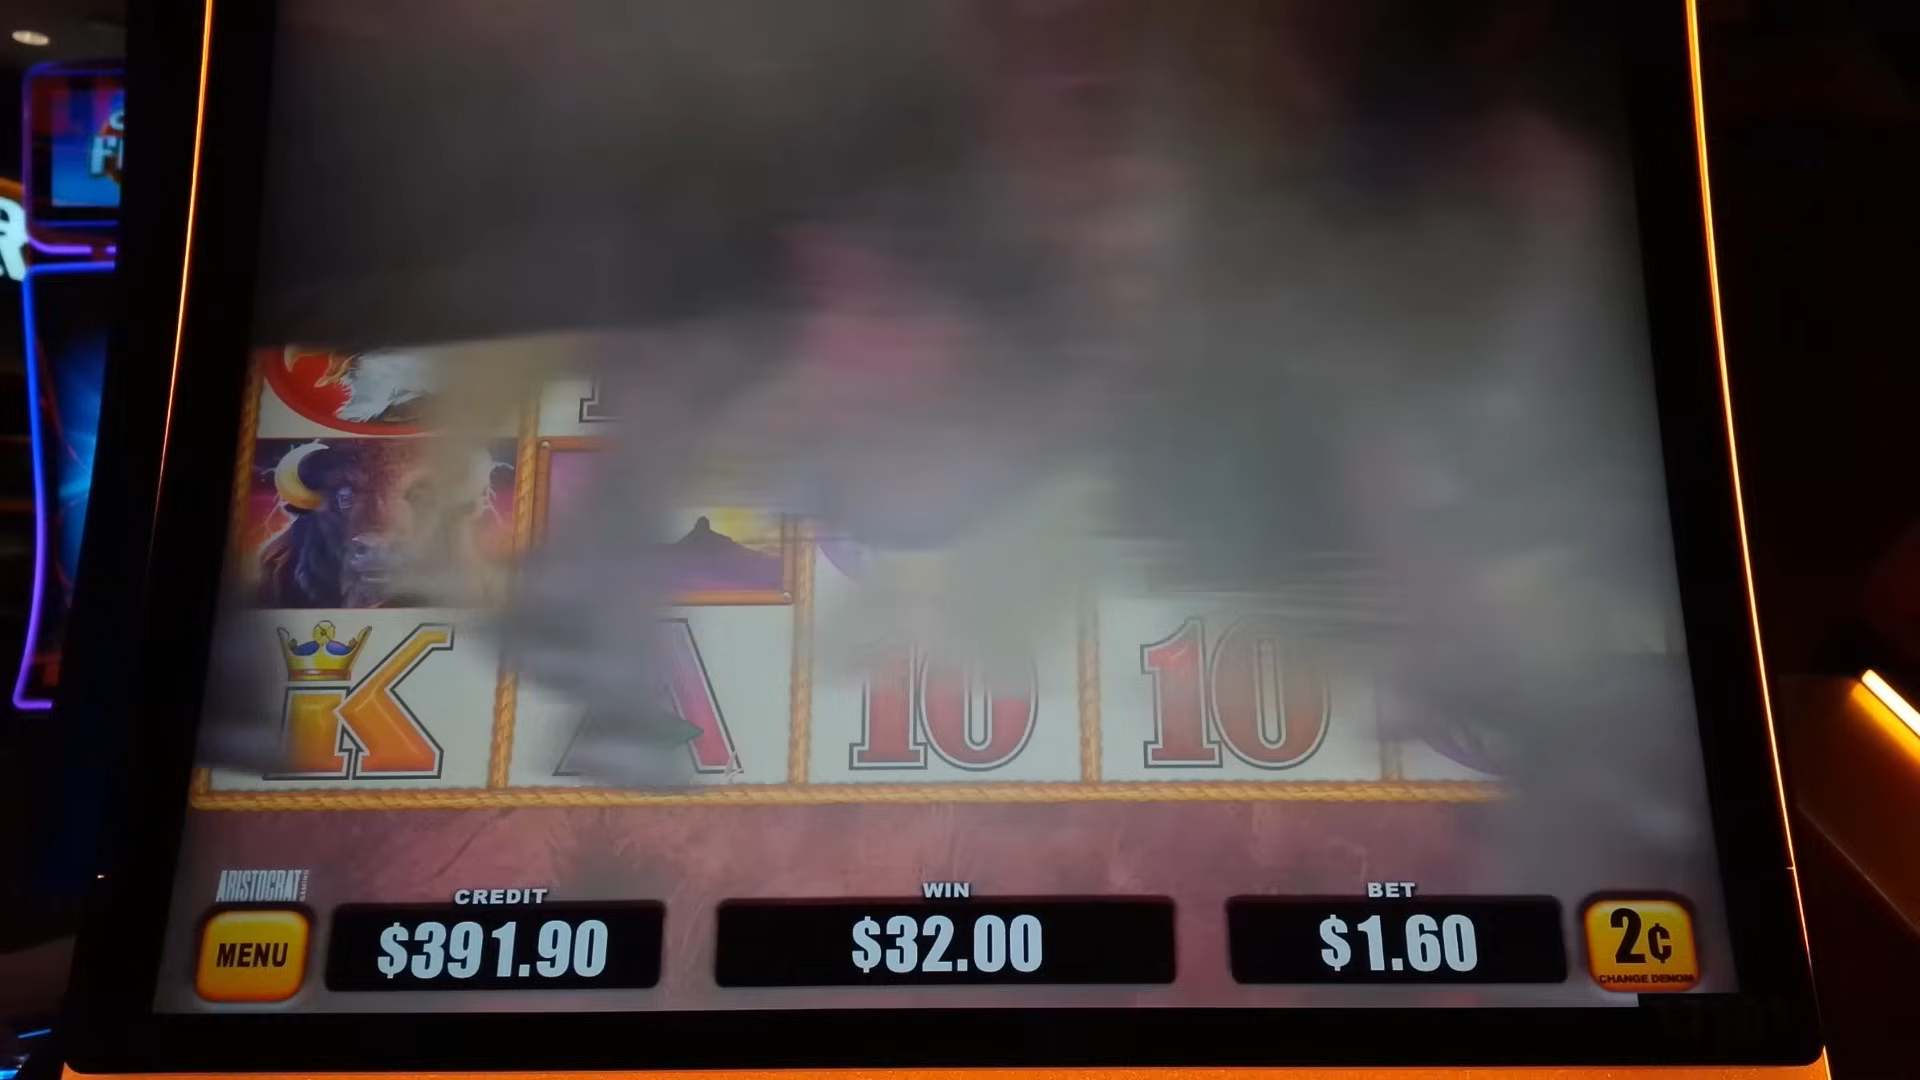 K
A
10
10
ARISTOCRAT
MENU
CREDIT
$391.90
WIN
$32.00
BET
$1.60
2¢
CHANGE DENOM